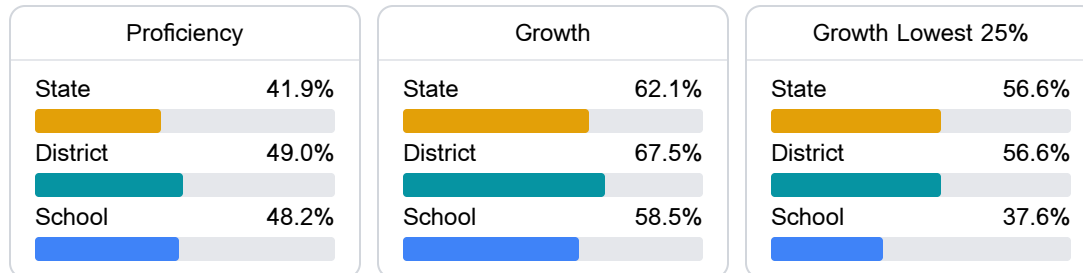 Proficiency
State 41.9%
District 49.0%
School 48.2%
Growth
State 62.1%
District 67.5%
School 58.5%
Growth Lowest 25%
State 56.6%
District 56.6%
School 37.6%